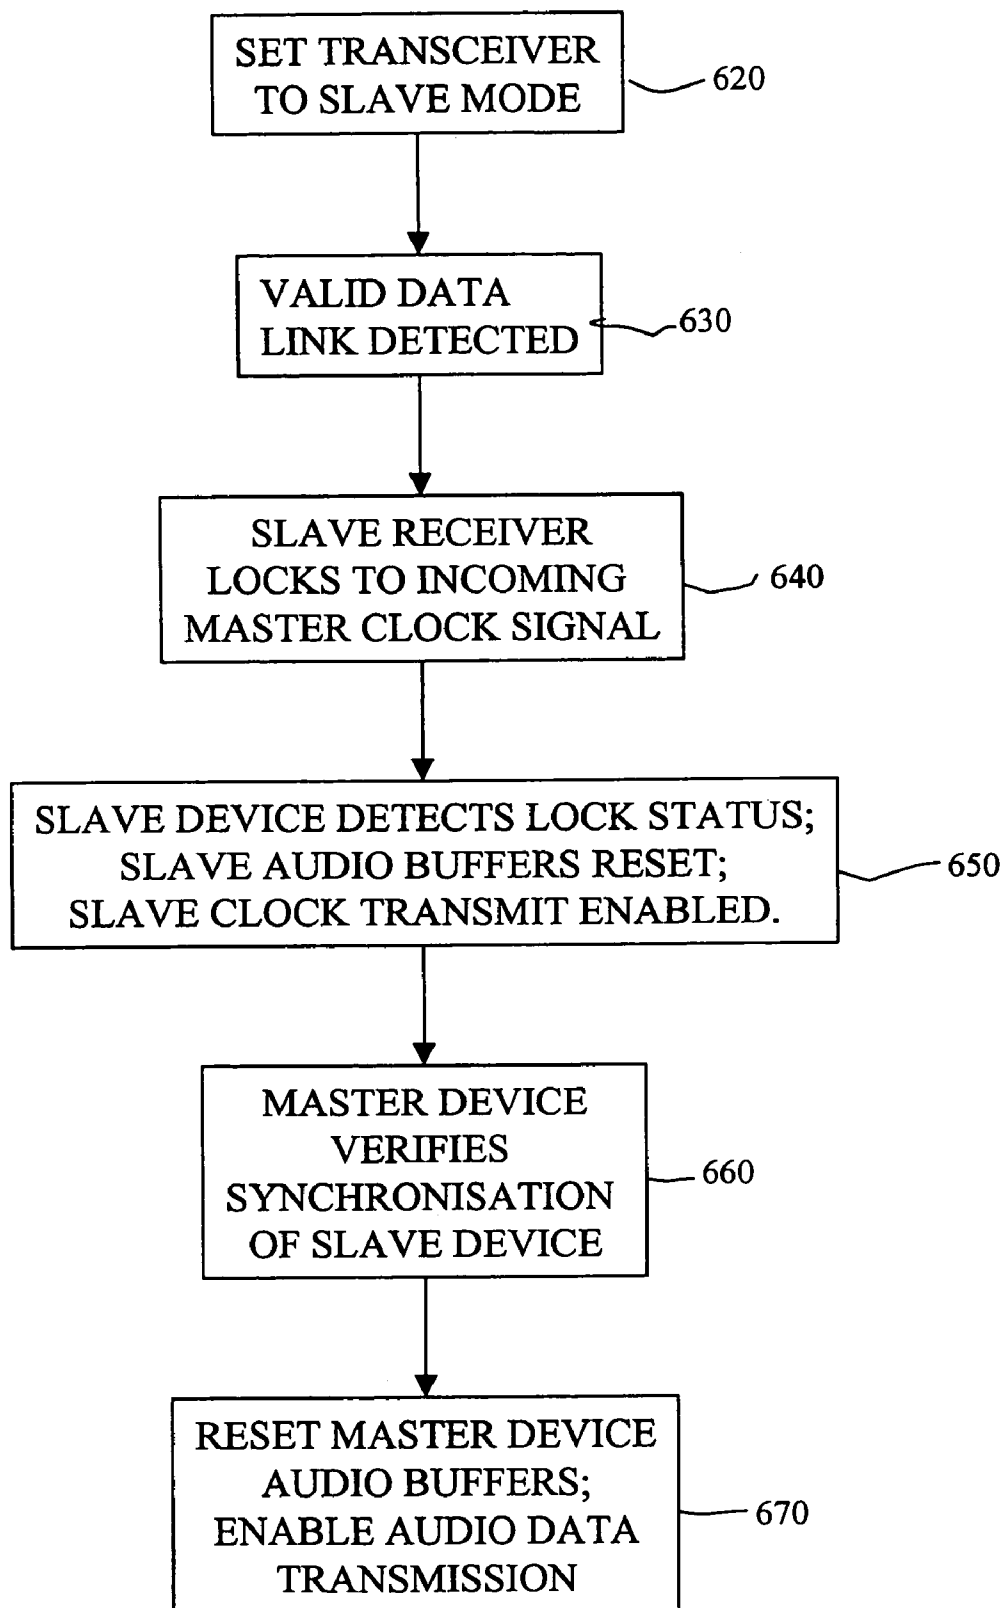 SET TRANSCEIVER
TO SLAVE MODE
620
VALID DATA
LINK DETECTED
630
SLAVE RECEIVER
LOCKS TO INCOMING
MASTER CLOCK SIGNAL
640
SLAVE DEVICE DETECTS LOCK STATUS;
SLAVE AUDIO BUFFERS RESET;
SLAVE CLOCK TRANSMIT ENABLED.
650
MASTER DEVICE
VERIFIES
SYNCHRONISATION
OF SLAVE DEVICE
660
RESET MASTER DEVICE
AUDIO BUFFERS;
ENABLE AUDIO DATA
TRANSMISSION
670